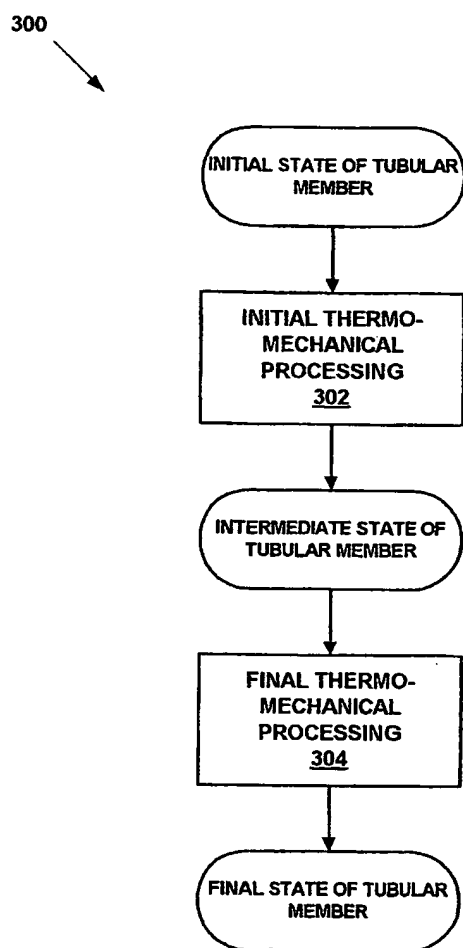 300
INITIAL STATE OF TUBULAR
MEMBER
INITIAL THERMO-
MECHANICAL
PROCESSING
302
INTERMEDIATE STATE OF
TUBULAR MEMBER
FINAL THERMO-
MECHANICAL
PROCESSING
304
FINAL STATE OF TUBULAR
MEMBER